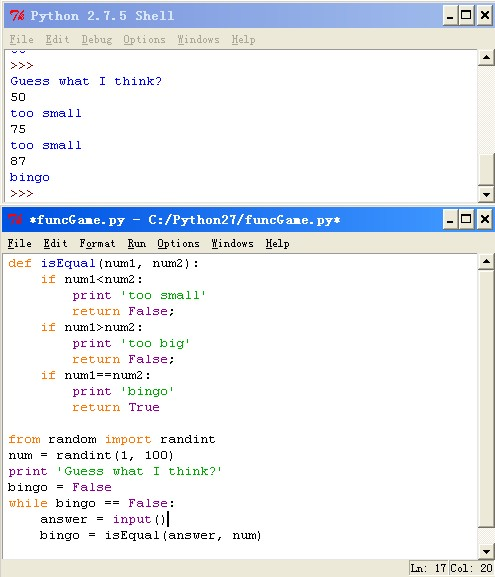 Python 2.7.5 Shell
File Edit Debug Options Windows Help
>>>
Guess what I think?
50
too small
75
too small
87
bingo
>>>
*funcGame.py - C:/Python27/funcGame.py*
File Edit Format Run Options Windows Help
def isEqual(num1, num2):
    if num1<num2:
        print 'too small'
        return False;
    if num1>num2:
        print 'too big'
        return False;
    if num1==num2:
        print 'bingo'
        return True

from random import randint
num = randint(1, 100)
print 'Guess what I think?'
bingo = False
while bingo == False:
    answer = input()
    bingo = isEqual(answer, num)
Ln: 17 Col: 20